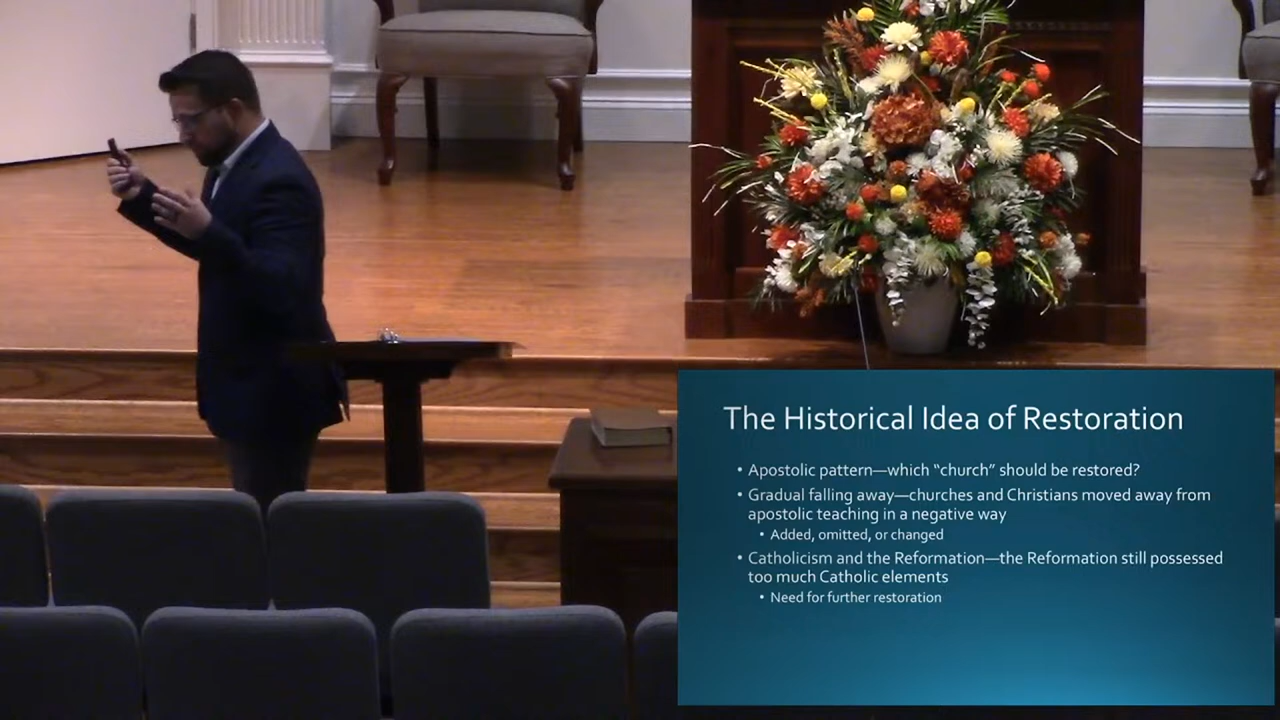 The Historical Idea of Restoration
• Apostolic pattern—which “church” should be restored?
• Gradual falling away—churches and Christians moved away from
apostolic teaching in a negative way
• Added, omitted, or changed
• Catholicism and the Reformation—the Reformation still possessed
too much Catholic elements
• Need for further restoration